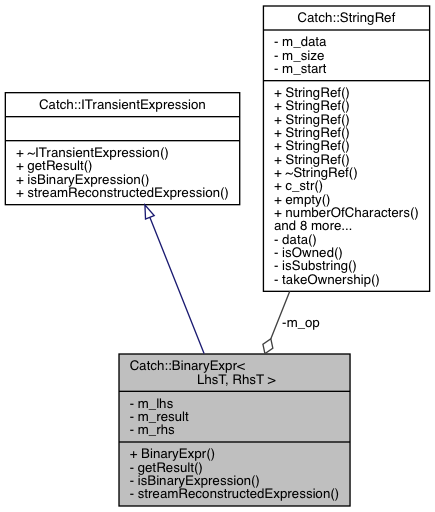 Catch::StringRef
- m_data
- m_size
- m_start
+ StringRef()
+ StringRef()
+ StringRef()
+ StringRef()
+ StringRef()
+ StringRef()
+ ~StringRef()
+ c_str()
+ empty()
+ numberOfCharacters()
and 8 more...
- data()
- isOwned()
- isSubstring()
- takeOwnership()
Catch::ITransientExpression
+ ~ITransientExpression()
+ getResult()
+ isBinaryExpression()
+ streamReconstructedExpression()
-m_op
Catch::BinaryExpr<
LhsT, RhsT >
- m_lhs
- m_result
- m_rhs
+ BinaryExpr()
- getResult()
- isBinaryExpression()
- streamReconstructedExpression()